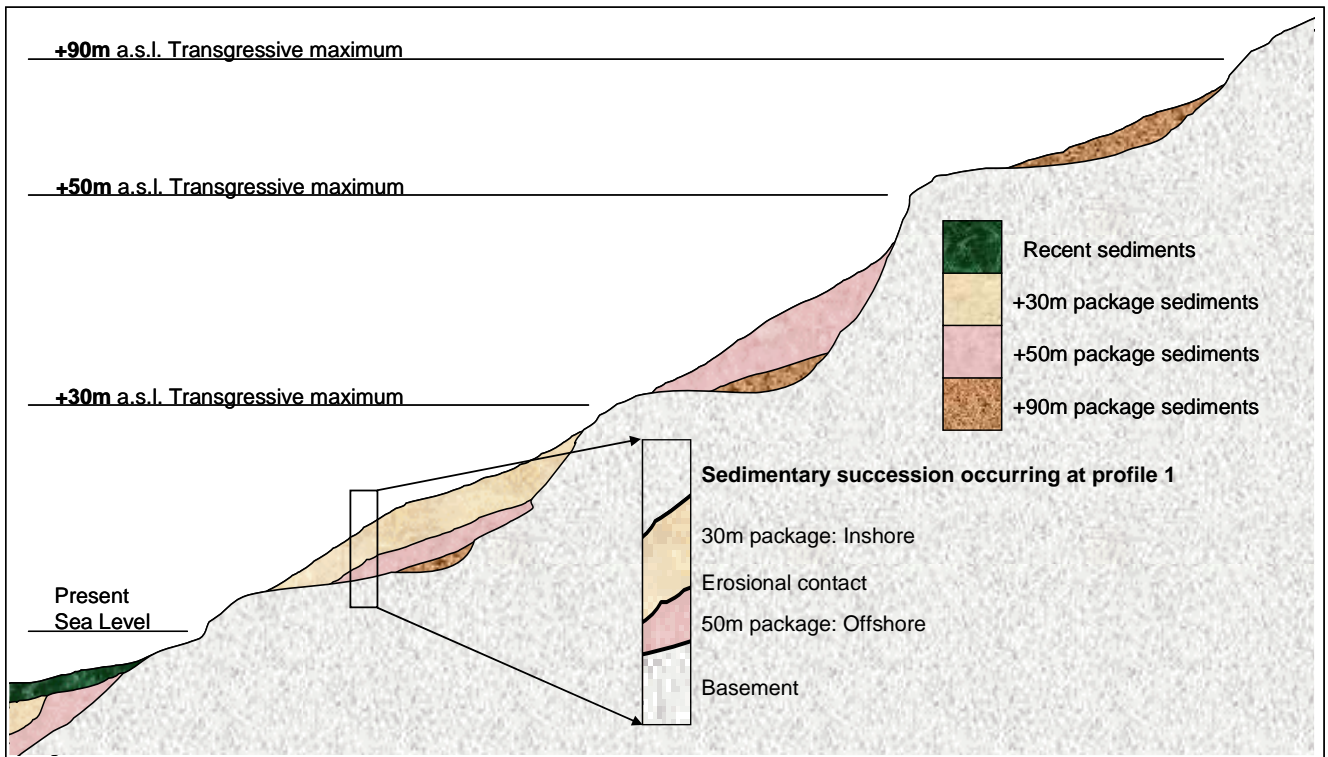 +90m a.s.l. Transgressive maximum
+50m a.s.l. Transgressive maximum
Recent sediments
+30m package sediments
+50m package sediments
+90m package sediments
+30m a.s.l. Transgressive maximum
Sedimentary succession occurring at profile 1
30m package: Inshore
Erosional contact
50m package: Offshore
Basement
Present
Sea Level